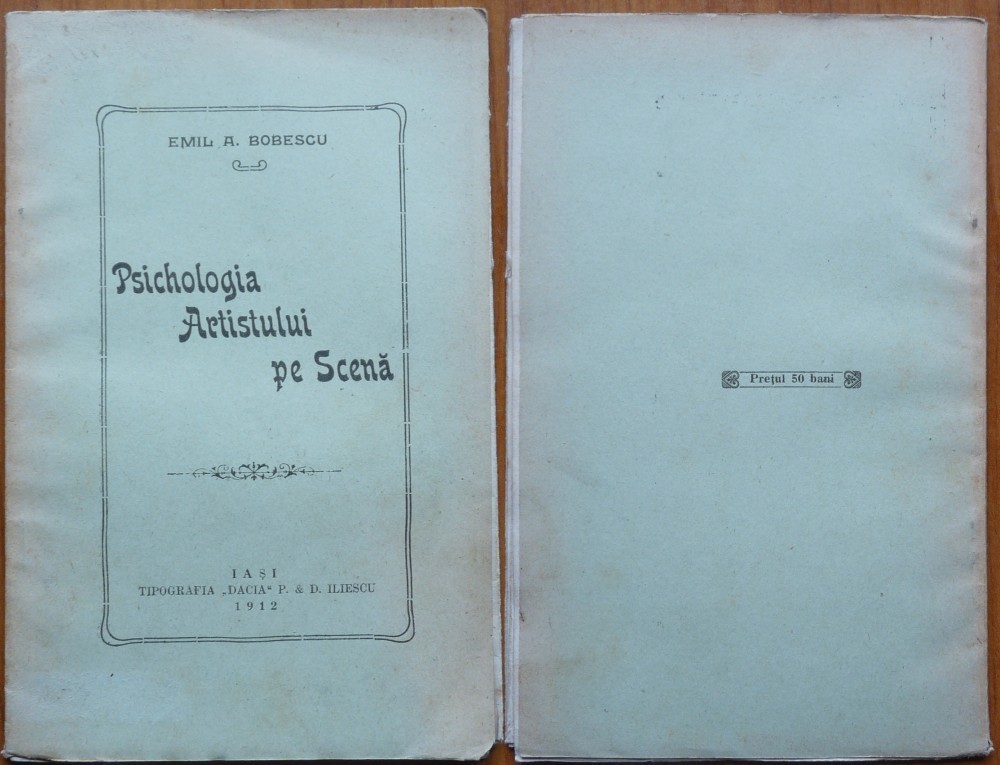 EMIL A. BOBESCU
Psichologia
Artistului
pe Scenă
IAȘI
TIPOGRAFIA „DACIA“ P. & D. ILIESCU
1912
Prețul 50 bani